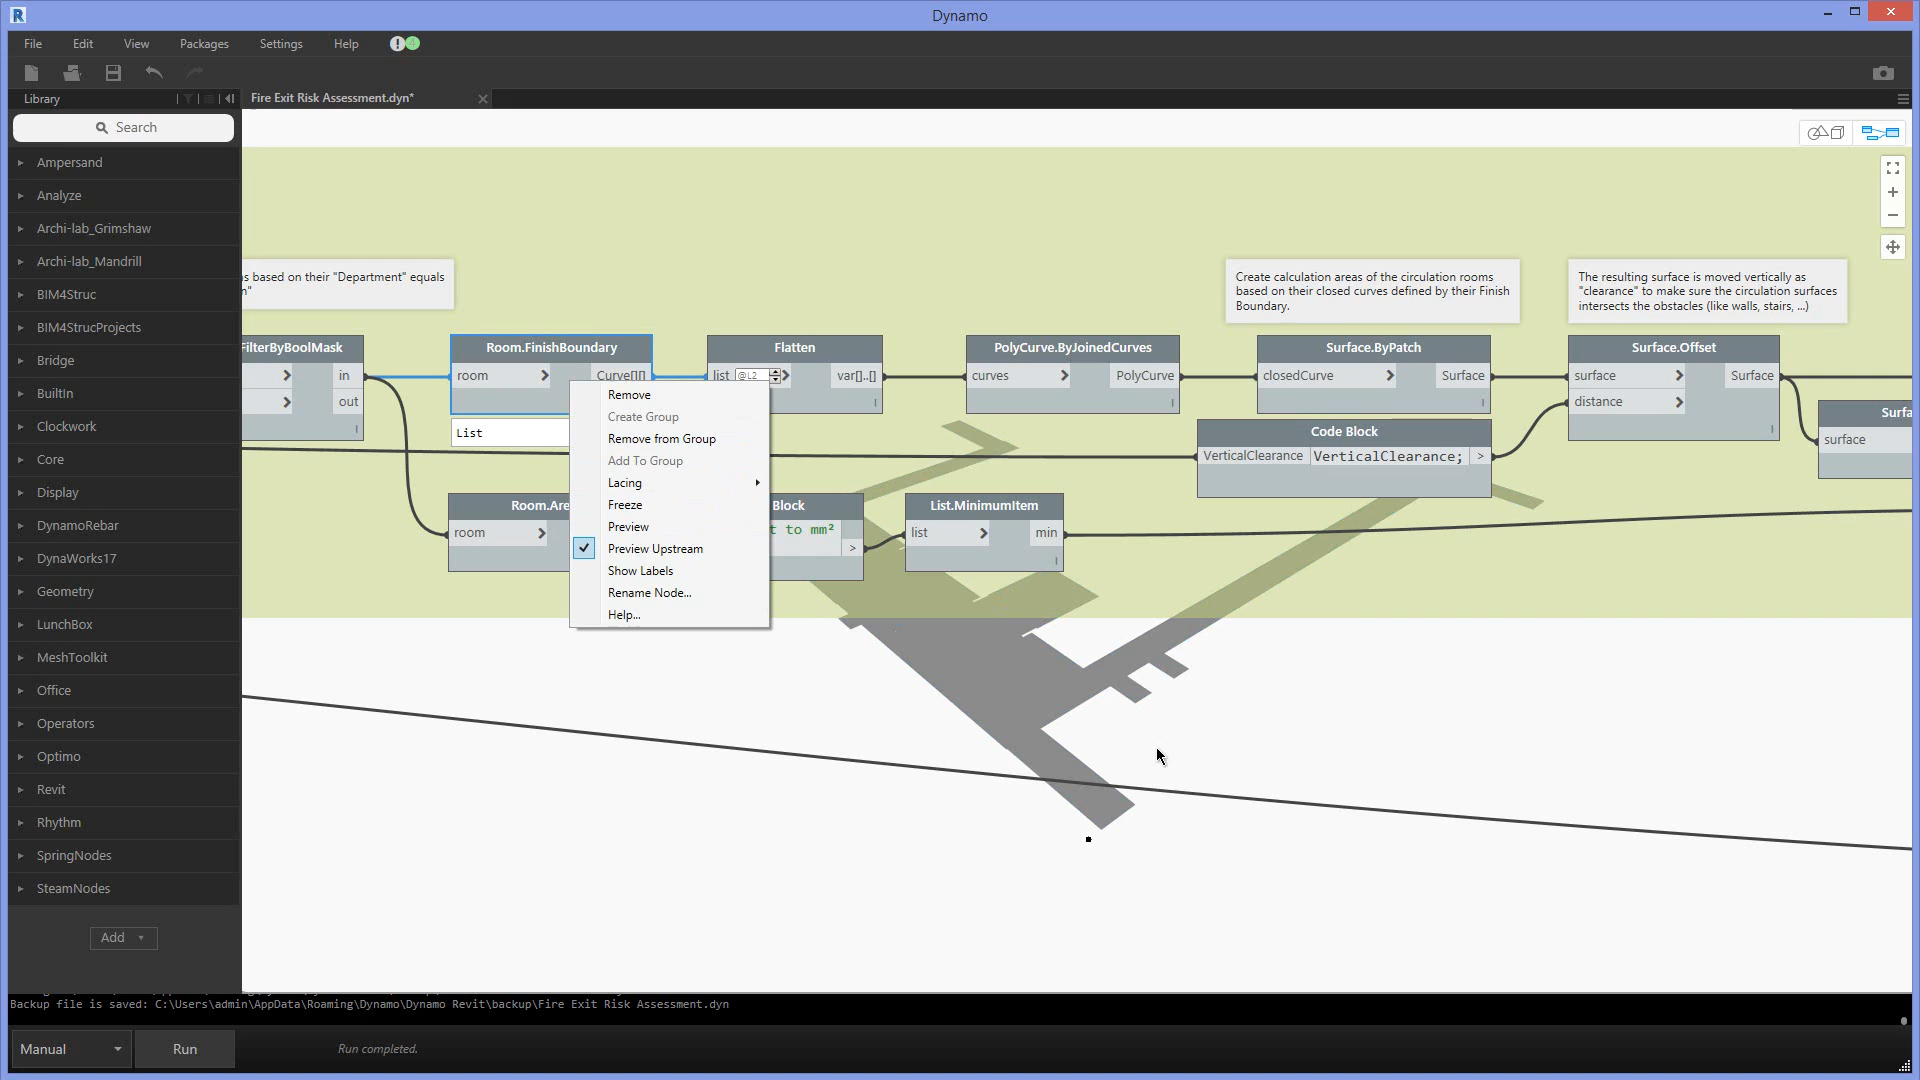 Dynamo
File Edit View Packages Settings Help
Library
Fire Exit Risk Assessment.dyn*
Search
Ampersand
Analyze
Archi-lab_Grimshaw
Archi-lab_Mandrill
BIM4Struc
BIM4StrucProjects
Bridge
BuiltIn
Clockwork
Core
Display
DynamoRebar
DynaWorks17
Geometry
LunchBox
MeshToolkit
Office
Operators
Optimo
Revit
Rhythm
SpringNodes
SteamNodes
Add
based on their "Department" equals
Create calculation areas of the circulation rooms
based on their closed curves defined by their Finish
Boundary.
The resulting surface is moved vertically as
"clearance" to make sure the circulation surfaces
intersects the obstacles (like walls, stairs, ...)
FilterByBoolMask
in
out
Room.FinishBoundary
room > Curve[][]
List
Flatten
list @L2 > var[]..[]
PolyCurve.ByJoinedCurves
curves > PolyCurve
Surface.ByPatch
closedCurve > Surface
Surface.Offset
surface > Surface
distance >
surface
Code Block
VerticalClearance VerticalClearance; >
Room.Are
room >
Block
t to mm²
>
List.MinimumItem
list > min
Remove
Create Group
Remove from Group
Add To Group
Lacing
Freeze
Preview
Preview Upstream
Show Labels
Rename Node...
Help...
Backup file is saved: C:\Users\admin\AppData\Roaming\Dynamo\Dynamo Revit\backup\Fire Exit Risk Assessment.dyn
Manual
Run
Run completed.